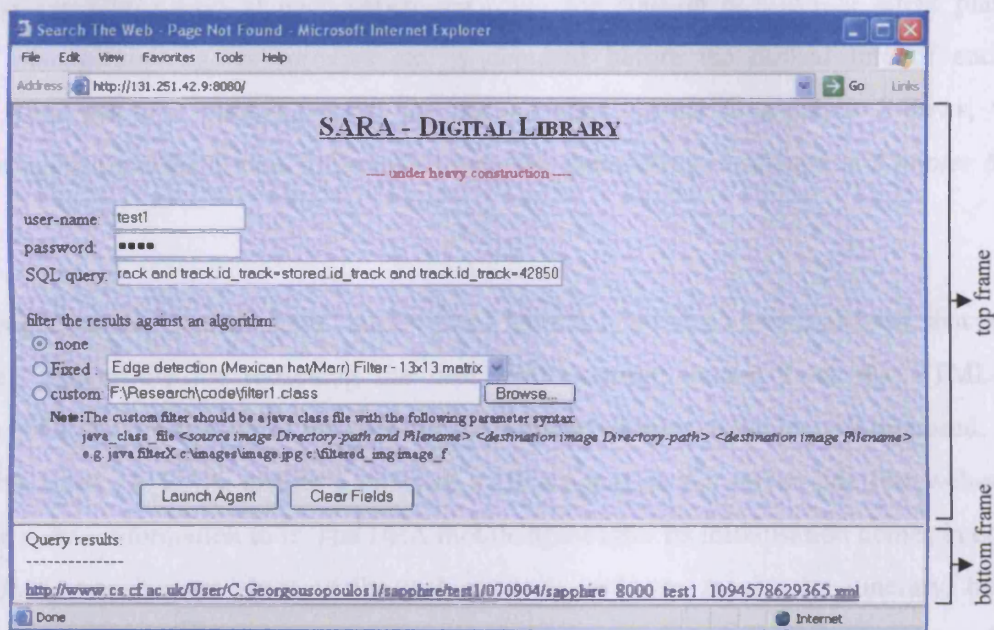 Search The Web - Page Not Found - Microsoft Internet Explorer
File Edit View Favorites Tools Help
Address http://131.251.42.9:8080/ Go Links
SARA - DIGITAL LIBRARY
---- under heavy construction ----
user-name: test1
password: ●●●●
SQL query: rack and track.id_track=stored.id_track and track.id_track=42850
filter the results against an algorithm:
none
Fixed : Edge detection (Mexican hat/Marr) Filter - 13x13 matrix
custom: F:\Research\code\filter1.class Browse...
Note:The custom filter should be a java class file with the following parameter syntax:
java_class_file <source image Directory-path and Filename> <destination image Directory-path> <destination image Filename>
e.g. java filterX c:\images\image.jpg c:\filtered_img image_f
Launch Agent Clear Fields
Query results:
--------------
http://www.cs.cf.ac.uk/User/C.Georgousopoulos1/sapphire/test1/070904/sapphire_8000_test1_1094578629365.xml
Done Internet
top frame
bottom frame